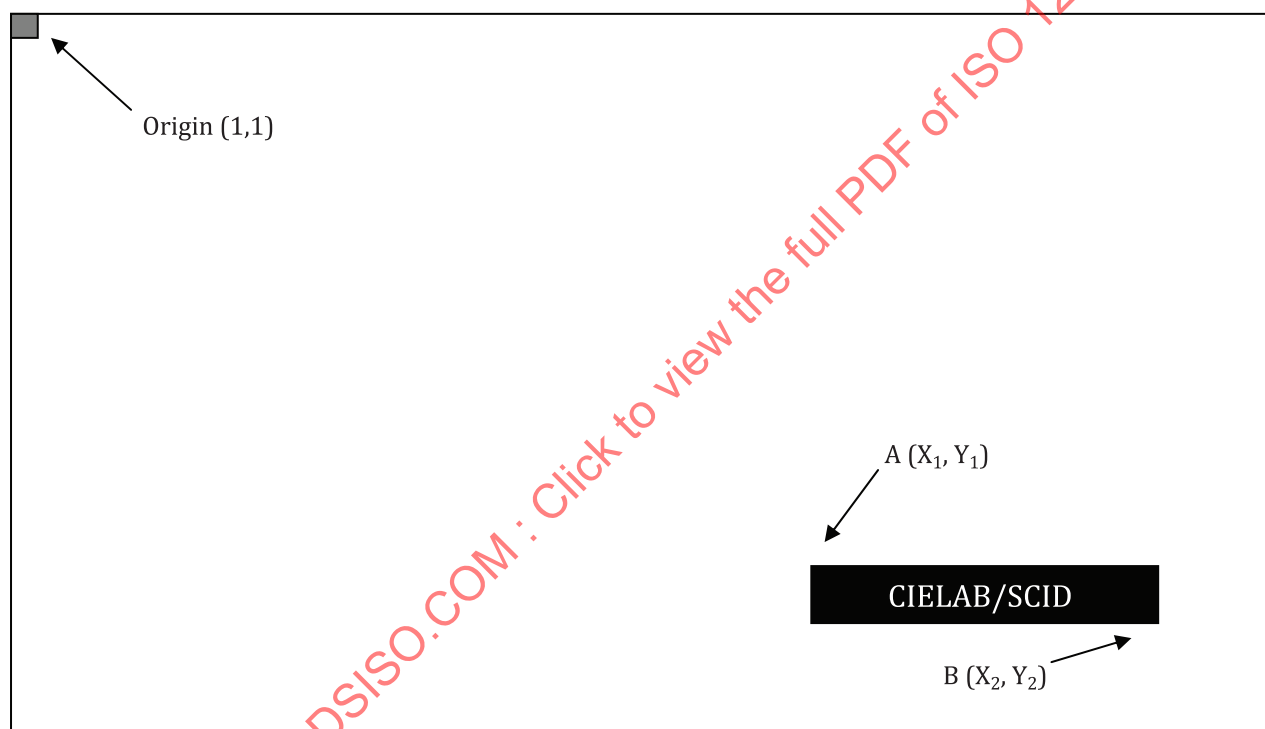 Origin (1,1)
DSISO.COM : Click to view the full PDF of ISO 12
A (X₁, Y₁)
CIELAB/SCID
B (X₂, Y₂)